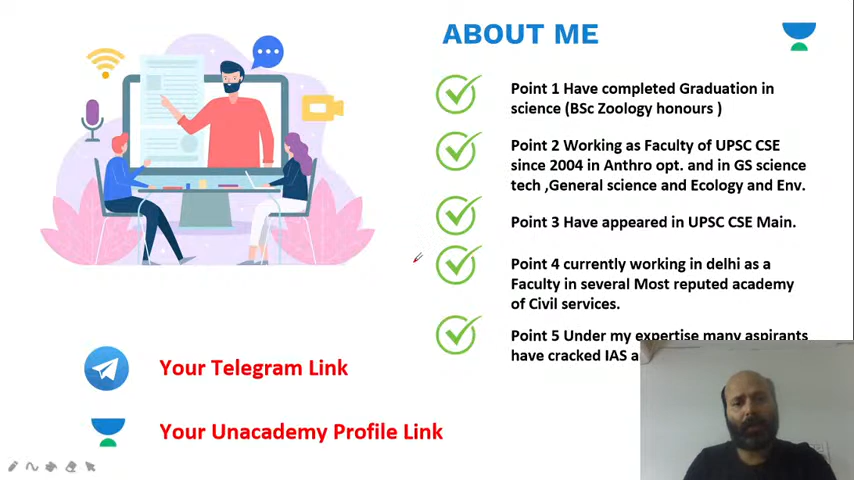 ABOUT ME
Point 1 Have completed Graduation in
science (BSc Zoology honours )
Point 2 Working as Faculty of UPSC CSE
since 2004 in Anthro opt. and in GS science
tech ,General science and Ecology and Env.
Point 3 Have appeared in UPSC CSE Main.
Point 4 currently working in delhi as a
Faculty in several Most reputed academy
of Civil services.
Point 5 Under my expertise many aspirants
have cracked IAS
Your Telegram Link
Your Unacademy Profile Link